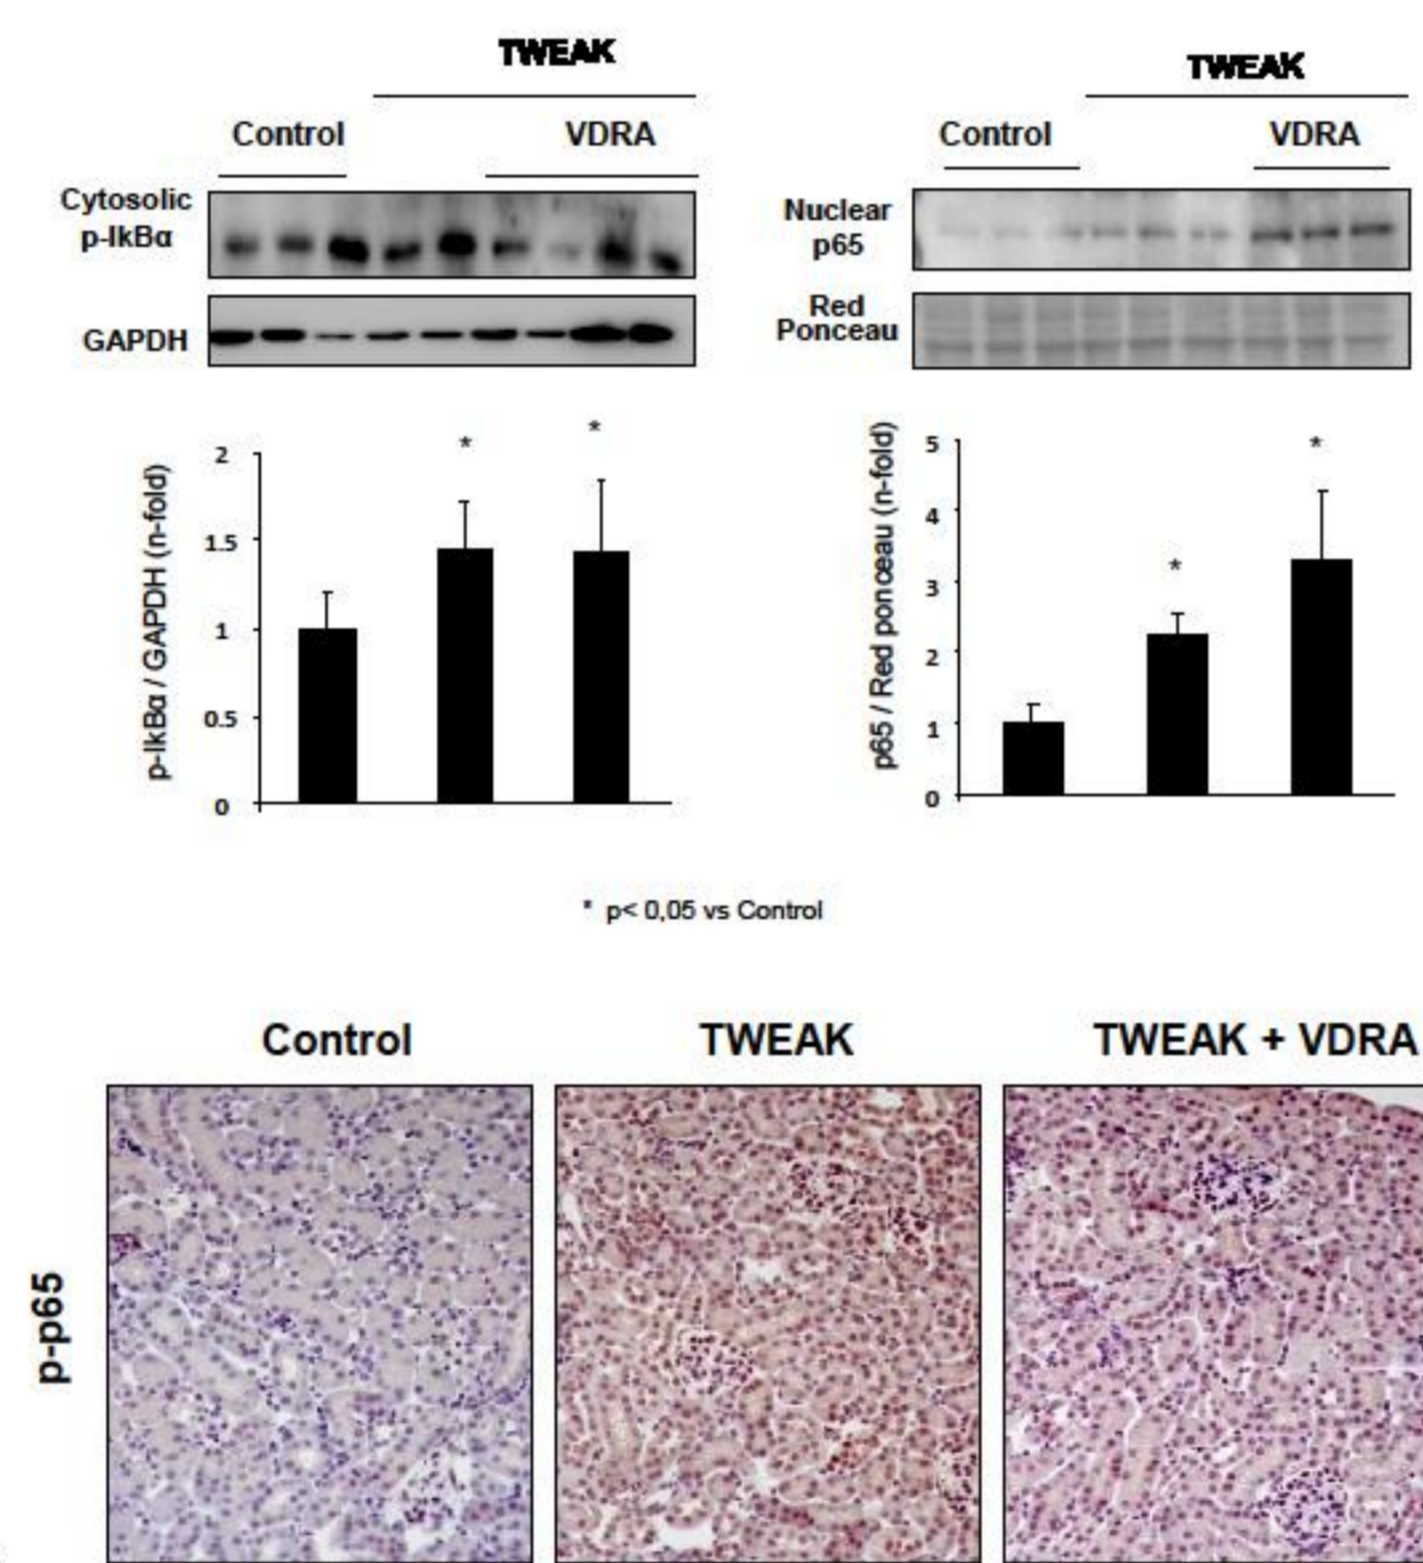 TWEAK
Control
VDRA
Cytosolic
p-IkBα
GAPDH
TWEAK
Control
VDRA
Nuclear
p65
Red
Ponceau
p-IkBα / GAPDH (n-fold)
2
1.5
1
0.5
0
*
*
p65 / Red ponceau (n-fold)
5
4
3
2
1
0
*
*
* p< 0,05 vs Control
Control
TWEAK
TWEAK + VDRA
p-p65